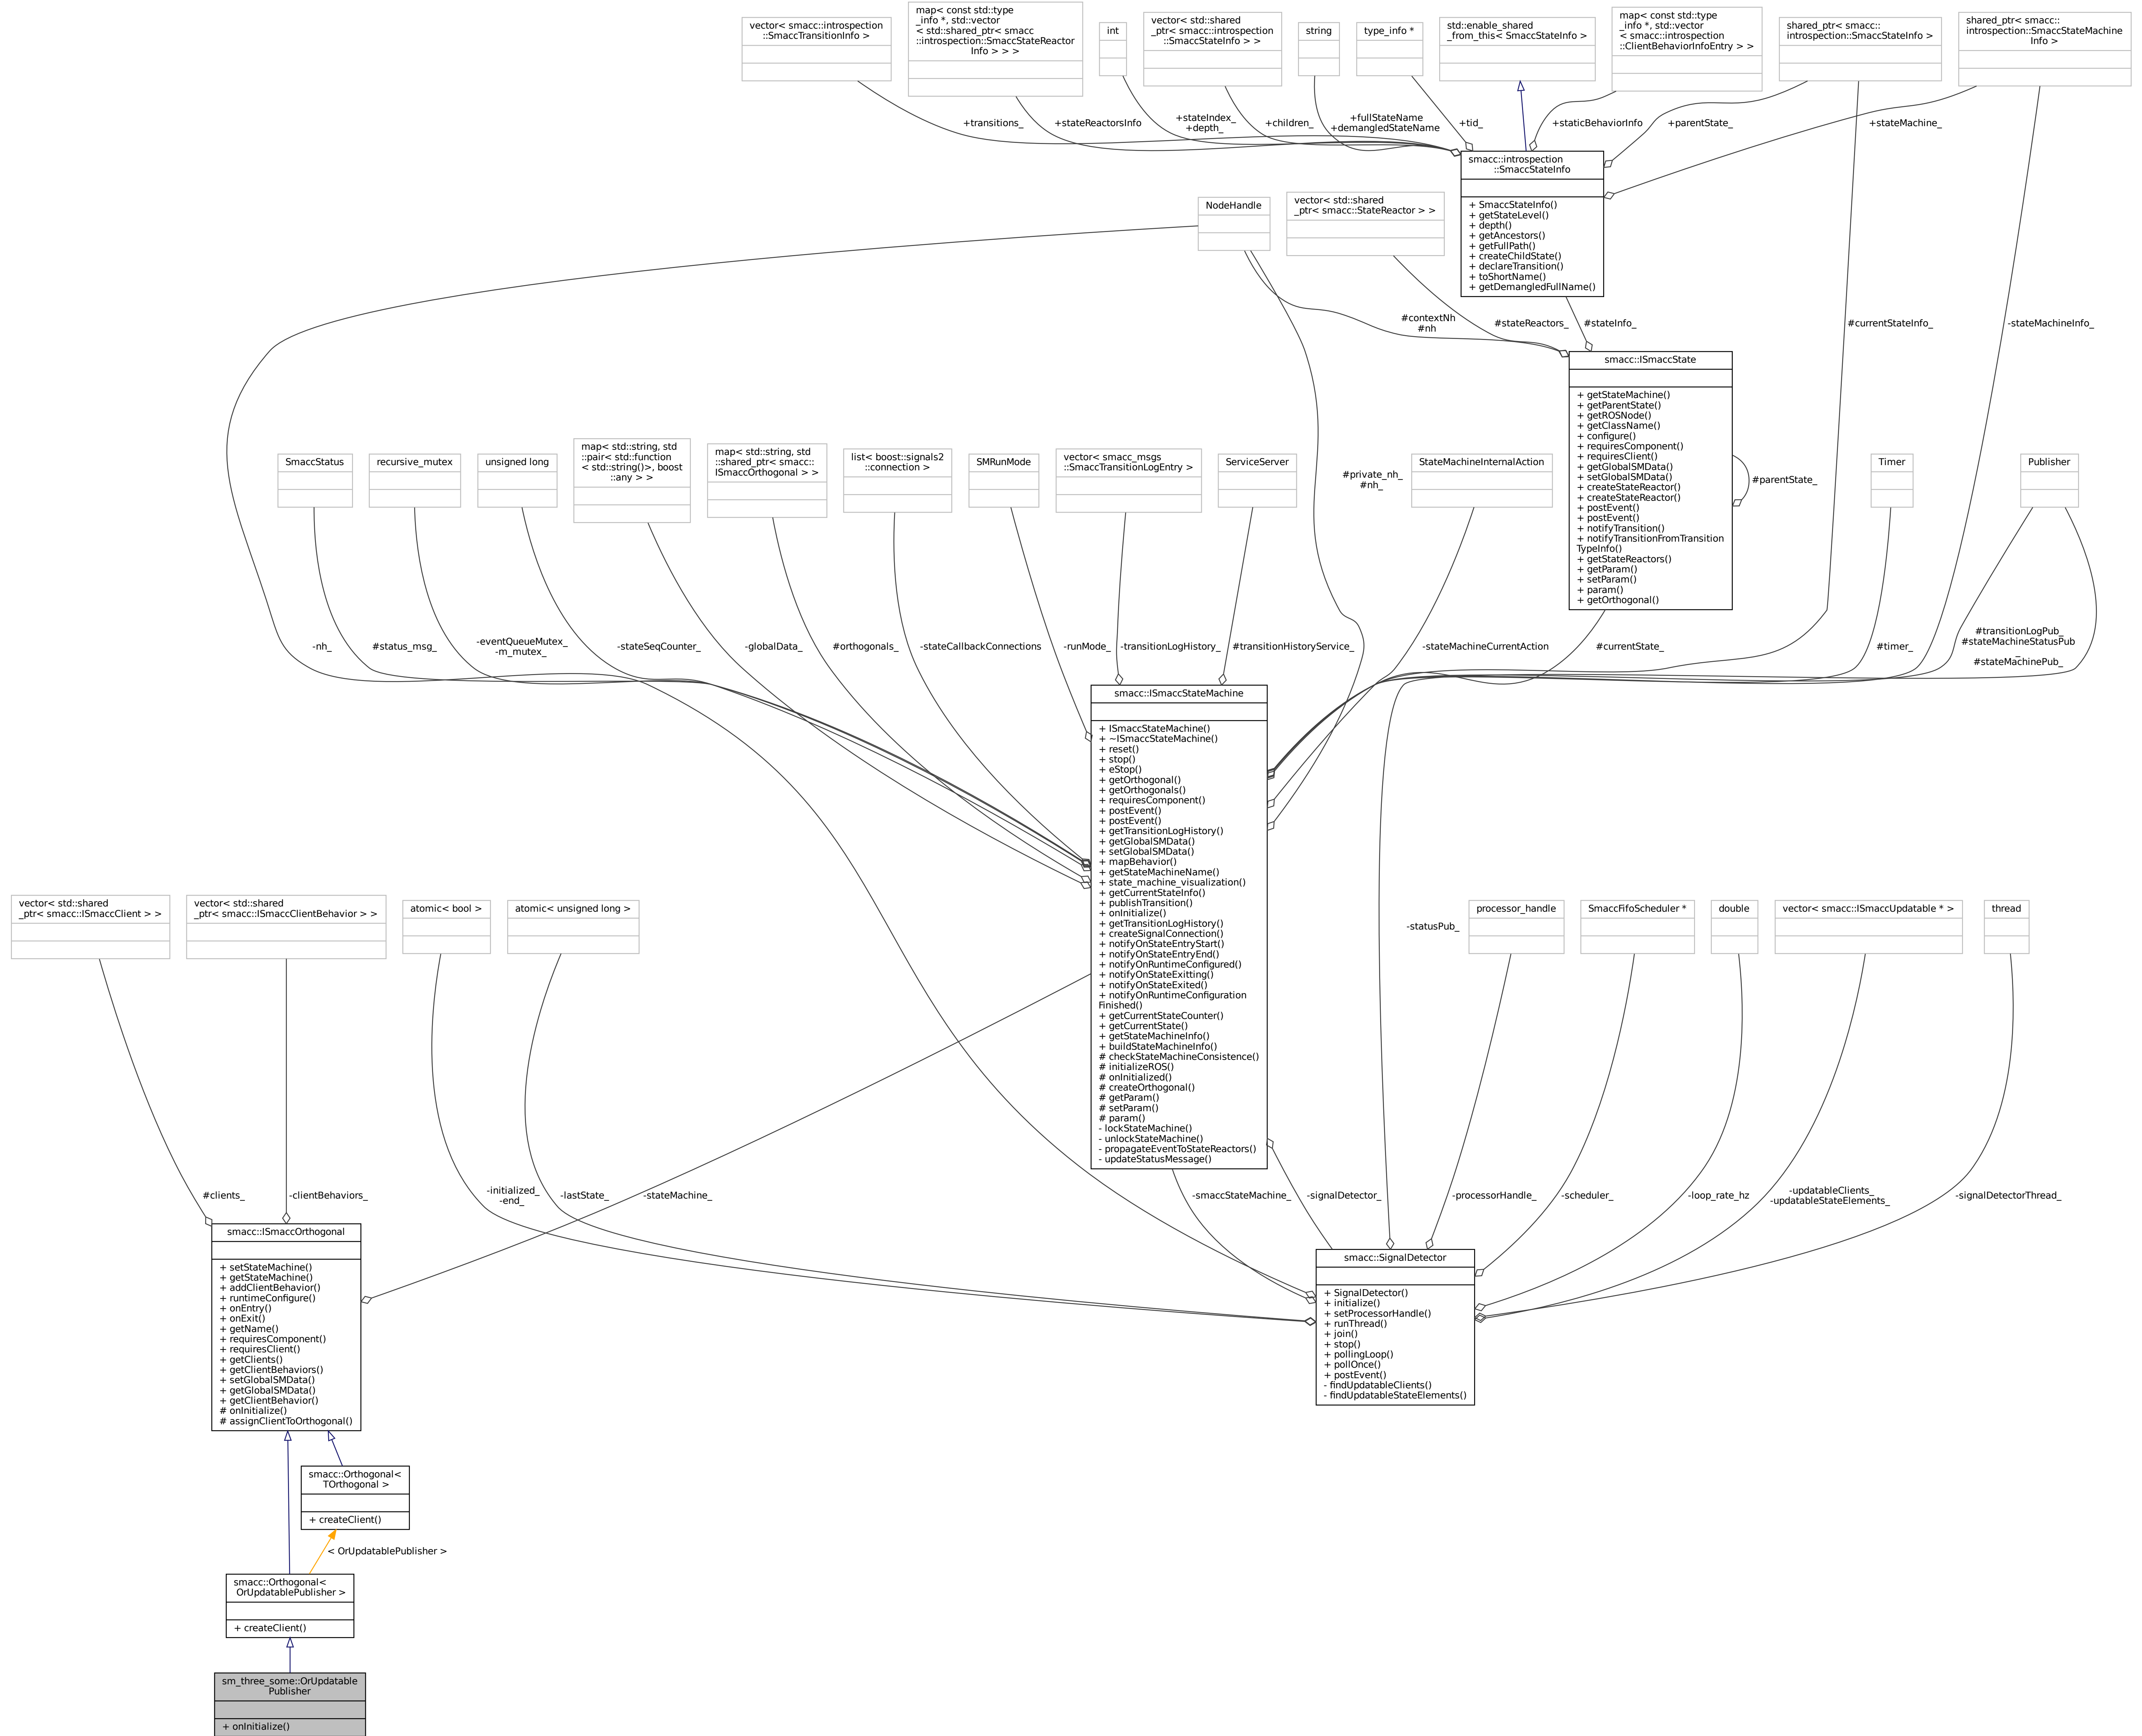 vector< smacc::introspection
::SmaccTransitionInfo >
map< const std::type
_info *, std::vector
< std::shared_ptr< smacc
::introspection::SmaccStateReactor
Info > > >
int
vector< std::shared
_ptr< smacc::introspection
::SmaccStateInfo > >
string
type_info *
std::enable_shared
_from_this< SmaccStateInfo >
map< const std::type
_info *, std::vector
< smacc::introspection
::ClientBehaviorInfoEntry > >
shared_ptr< smacc::
introspection::SmaccStateInfo >
shared_ptr< smacc::
introspection::SmaccStateMachine
Info >
+transitions_
+stateReactorsInfo
+stateIndex_
+depth_
+children_
+fullStateName
+demangledStateName
+tid_
+staticBehaviorInfo
+parentState_
+stateMachine_
smacc::introspection
::SmaccStateInfo
+ SmaccStateInfo()
+ getStateLevel()
+ depth()
+ getAncestors()
+ getFullPath()
+ createChildState()
+ declareTransition()
+ toShortName()
+ getDemangledFullName()
NodeHandle
vector< std::shared
_ptr< smacc::StateReactor > >
#contextNh
#nh
#stateReactors_
#stateInfo_
#currentStateInfo_
-stateMachineInfo_
smacc::ISmaccState
+ getStateMachine()
+ getParentState()
+ getROSNode()
+ getClassName()
+ configure()
+ requiresComponent()
+ requiresClient()
+ getGlobalSMData()
+ setGlobalSMData()
+ createStateReactor()
+ createStateReactor()
+ postEvent()
+ postEvent()
+ notifyTransition()
+ notifyTransitionFromTransition
TypeInfo()
+ getStateReactors()
+ getParam()
+ setParam()
+ param()
+ getOrthogonal()
#parentState_
SmaccStatus
recursive_mutex
unsigned long
map< std::string, std
::pair< std::function
< std::string()>, boost
::any > >
map< std::string, std
::shared_ptr< smacc::
ISmaccOrthogonal > >
list< boost::signals2
::connection >
SMRunMode
vector< smacc_msgs
::SmaccTransitionLogEntry >
ServiceServer
#private_nh_
#nh_
StateMachineInternalAction
Timer
Publisher
-nh_
#status_msg_
-eventQueueMutex_
-m_mutex_
-stateSeqCounter_
-globalData_
#orthogonals_
-stateCallbackConnections
-runMode_
-transitionLogHistory_
#transitionHistoryService_
-stateMachineCurrentAction
#currentState_
#timer_
#transitionLogPub_
#stateMachineStatusPub
_
#stateMachinePub_
smacc::ISmaccStateMachine
+ ISmaccStateMachine()
+ ~ISmaccStateMachine()
+ reset()
+ stop()
+ eStop()
+ getOrthogonal()
+ getOrthogonals()
+ requiresComponent()
+ postEvent()
+ postEvent()
+ getTransitionLogHistory()
+ getGlobalSMData()
+ setGlobalSMData()
+ mapBehavior()
+ getStateMachineName()
+ state_machine_visualization()
+ getCurrentStateInfo()
+ publishTransition()
+ onInitialize()
+ getTransitionLogHistory()
+ createSignalConnection()
+ notifyOnStateEntryStart()
+ notifyOnStateEntryEnd()
+ notifyOnRuntimeConfigured()
+ notifyOnStateExitting()
+ notifyOnStateExited()
+ notifyOnRuntimeConfiguration
Finished()
+ getCurrentStateCounter()
+ getCurrentState()
+ getStateMachineInfo()
+ buildStateMachineInfo()
# checkStateMachineConsistence()
# initializeROS()
# onInitialized()
# createOrthogonal()
# getParam()
# setParam()
# param()
- lockStateMachine()
- unlockStateMachine()
- propagateEventToStateReactors()
- updateStatusMessage()
vector< std::shared
_ptr< smacc::ISmaccClient > >
vector< std::shared
_ptr< smacc::ISmaccClientBehavior > >
atomic< bool >
atomic< unsigned long >
-statusPub_
processor_handle
SmaccFifoScheduler *
double
vector< smacc::ISmaccUpdatable * >
thread
#clients_
-clientBehaviors_
-initialized_
-end_
-lastState_
-stateMachine_
-smaccStateMachine_
-signalDetector_
-processorHandle_
-scheduler_
-loop_rate_hz
-updatableClients_
-updatableStateElements_
-signalDetectorThread_
smacc::ISmaccOrthogonal
+ setStateMachine()
+ getStateMachine()
+ addClientBehavior()
+ runtimeConfigure()
+ onEntry()
+ onExit()
+ getName()
+ requiresComponent()
+ requiresClient()
+ getClients()
+ getClientBehaviors()
+ setGlobalSMData()
+ getGlobalSMData()
+ getClientBehavior()
# onInitialize()
# assignClientToOrthogonal()
smacc::SignalDetector
+ SignalDetector()
+ initialize()
+ setProcessorHandle()
+ runThread()
+ join()
+ stop()
+ pollingLoop()
+ pollOnce()
+ postEvent()
- findUpdatableClients()
- findUpdatableStateElements()
smacc::Orthogonal<
TOrthogonal >
+ createClient()
< OrUpdatablePublisher >
smacc::Orthogonal<
OrUpdatablePublisher >
+ createClient()
sm_three_some::OrUpdatable
Publisher
+ onInitialize()